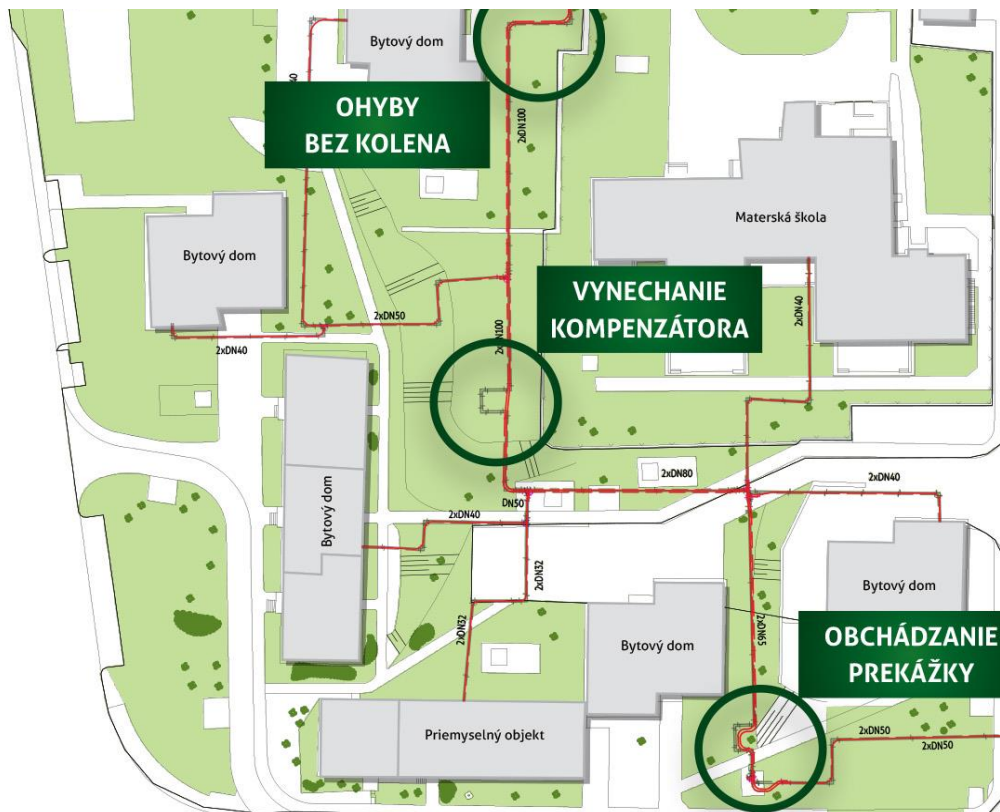 Bytový dom
OHYBY
BEZ KOLENA
2xDN100
Materská škola
Bytový dom
VYNECHANIE
KOMPENZÁTORA
2xDN40
2xDN50
2xDN100
2xDN40
2xDN80
2xDN40
DN50
Bytový dom
2xDN40
2xDN32
Bytový dom
2xDN32
2xDN65
Bytový dom
OBCHÁDZANIE
PREKÁŽKY
Priemyselný objekt
2xDN50
2xDN50